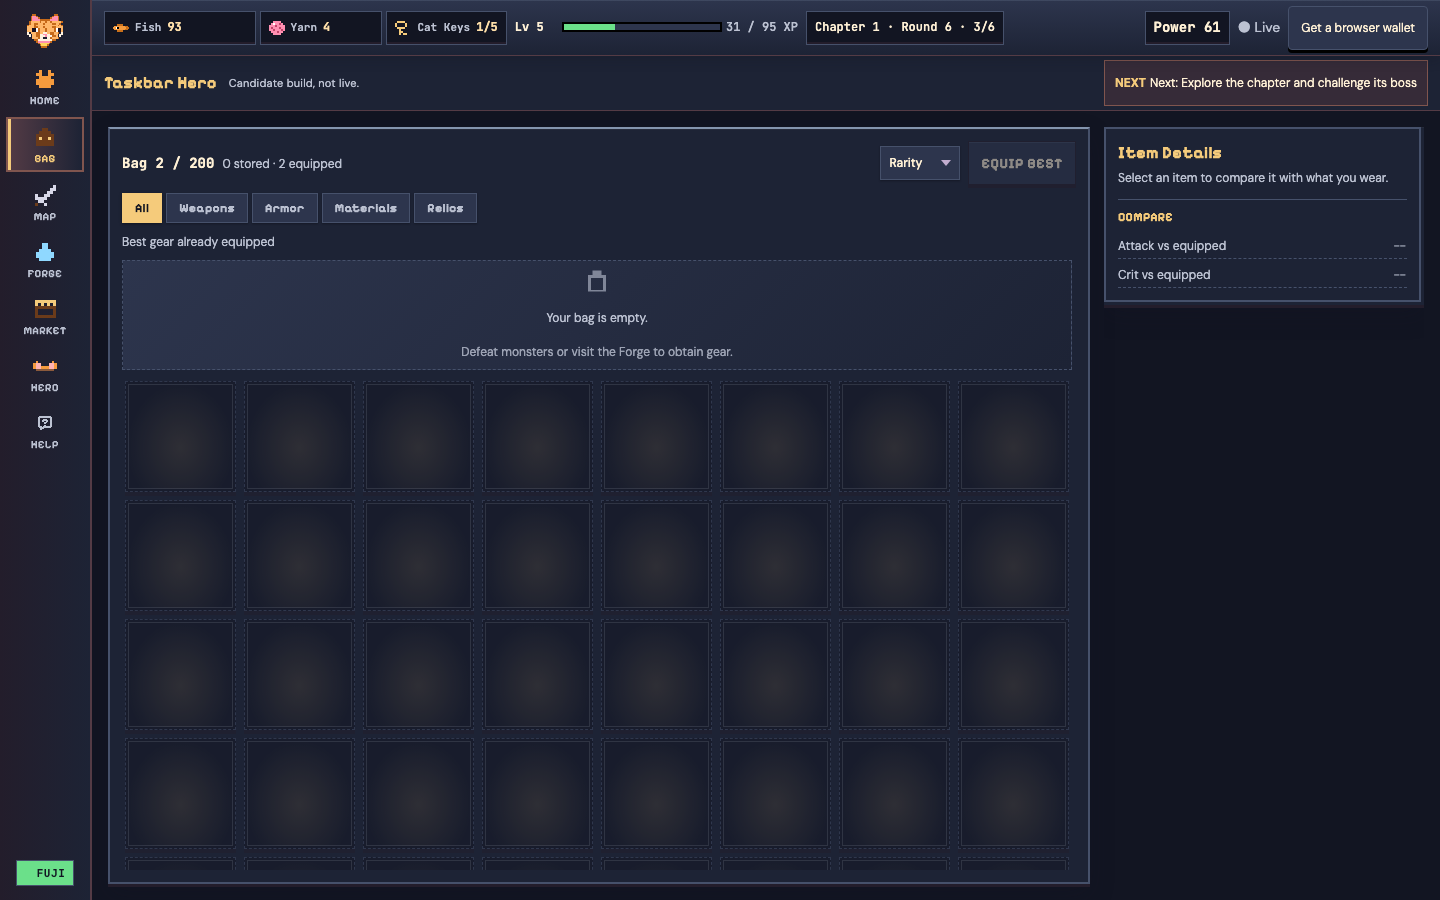 Fish 93
Yarn 4
Cat Keys 1/5
Lv 5
31 / 95 XP
Chapter 1 · Round 6 · 3/6
Power 61
Live
Get a browser wallet
HOME
BAG
MAP
FORGE
MARKET
HERO
HELP
FUJI
Taskbar Hero
Candidate build, not live.
NEXT Next: Explore the chapter and challenge its boss
Bag 2 / 200
0 stored · 2 equipped
Rarity
EQUIP BEST
All
Weapons
Armor
Materials
Relics
Best gear already equipped
Your bag is empty.
Defeat monsters or visit the Forge to obtain gear.
Item Details
Select an item to compare it with what you wear.
COMPARE
Attack vs equipped --
Crit vs equipped --